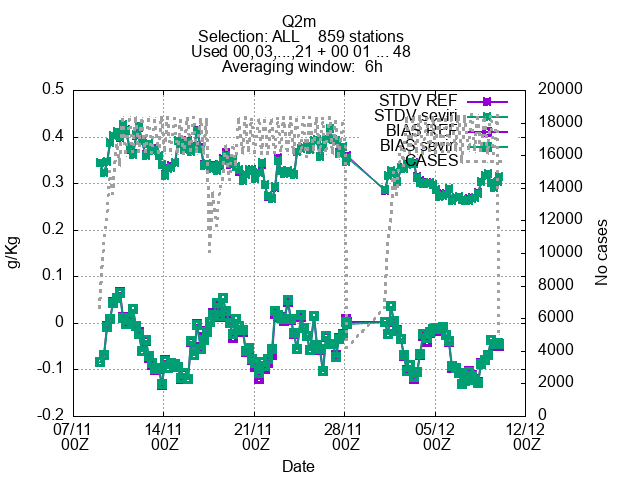 Q2m
Selection: ALL 859 stations
Used 00,03,...,21 + 00 01 ... 48
Averaging window: 6h
STDV REF
STDV seviri
BIAS REF
BIAS seviri
CASES
0.5
0.4
0.3
0.2
0.1
0
-0.1
-0.2
g/Kg
20000
18000
16000
14000
12000
10000
8000
6000
4000
2000
0
No cases
07/11 14/11 21/11 28/11 05/12 12/12
00Z 00Z 00Z 00Z 00Z 00Z
Date